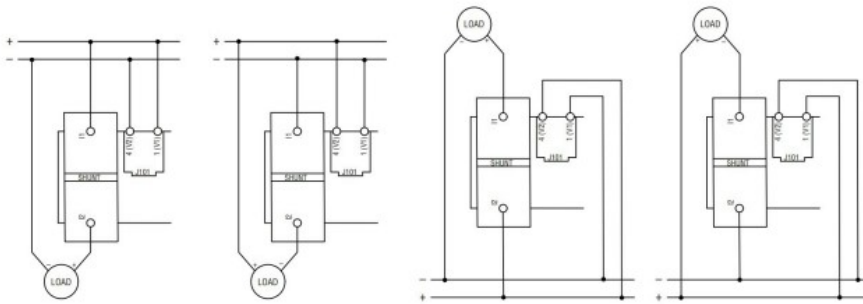 +
−
I1
4 (V2)
1 (V1)
J101
SHUNT
I2
− +
LOAD
+
−
I1
4 (V2)
1 (V1)
J101
SHUNT
I2
+ −
LOAD
LOAD
− +
I1
4 (V2)
1 (V1)
J101
SHUNT
I2
−
+
LOAD
+ −
I1
4 (V2)
1 (V1)
J101
SHUNT
I2
−
+